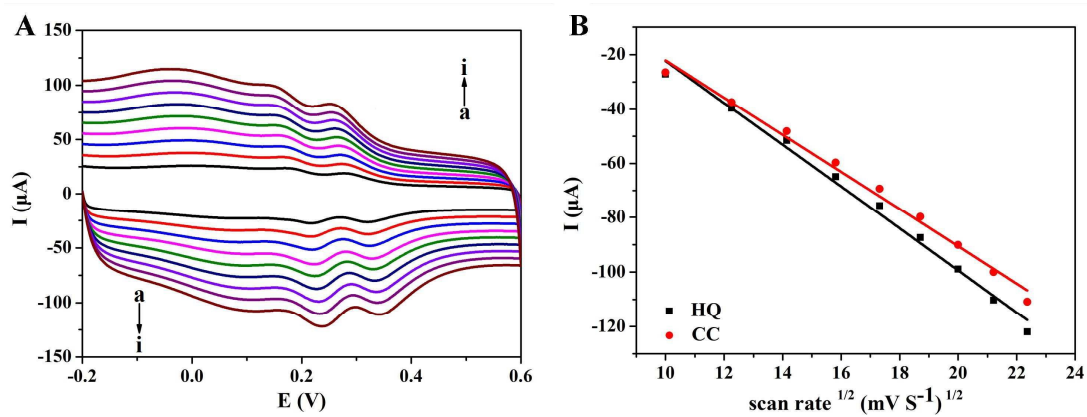 A
150
100
50
0
-50
-100
-150
I (μA)
i
a
a
i
-0.2 0.0 0.2 0.4 0.6
E (V)
B
-20
-40
-60
-80
-100
-120
I (μA)
HQ
CC
10 12 14 16 18 20 22 24
scan rate 1/2 (mV S-1) 1/2